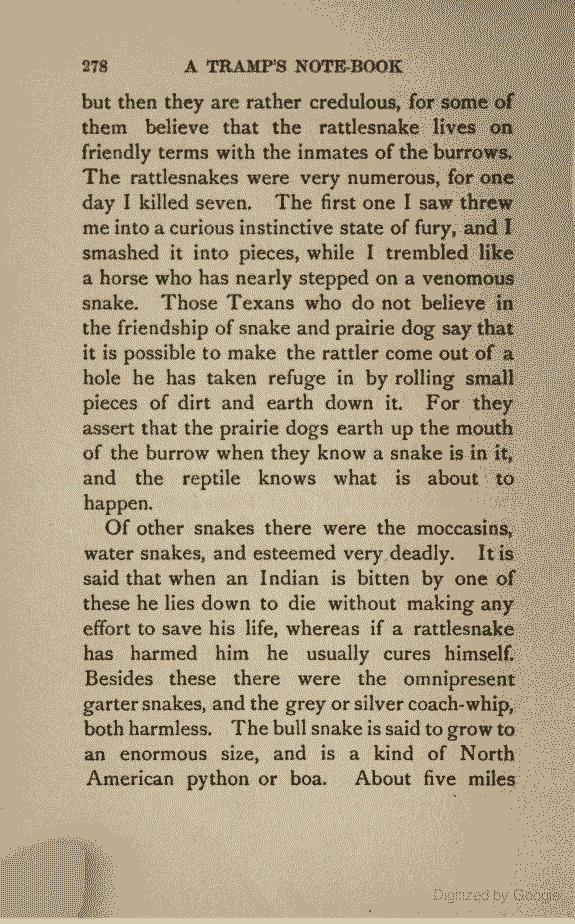 278 A TRAMP'S NOTE-BOOK
but then they are rather credulous, for some of
them believe that the rattlesnake lives on
friendly terms with the inmates of the burrows.
The rattlesnakes were very numerous, for one
day I killed seven. The first one I saw threw
me into a curious instinctive state of fury, and I
smashed it into pieces, while I trembled like
a horse who has nearly stepped on a venomous
snake. Those Texans who do not believe in
the friendship of snake and prairie dog say that
it is possible to make the rattler come out of a
hole he has taken refuge in by rolling small
pieces of dirt and earth down it. For they
assert that the prairie dogs earth up the mouth
of the burrow when they know a snake is in it,
and the reptile knows what is about to
happen.
Of other snakes there were the moccasins,
water snakes, and esteemed very deadly. It is
said that when an Indian is bitten by one of
these he lies down to die without making any
effort to save his life, whereas if a rattlesnake
has harmed him he usually cures himself.
Besides these there were the omnipresent
garter snakes, and the grey or silver coach-whip,
both harmless. The bull snake is said to grow to
an enormous size, and is a kind of North
American python or boa. About five miles
Digitized by Google